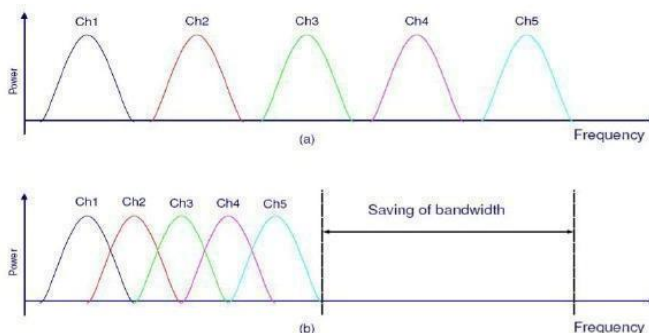 Ch1 Ch2 Ch3 Ch4 Ch5
Power
(a)
Frequency
Ch1 Ch2 Ch3 Ch4 Ch5
Saving of bandwidth
Power
(b)
Frequency